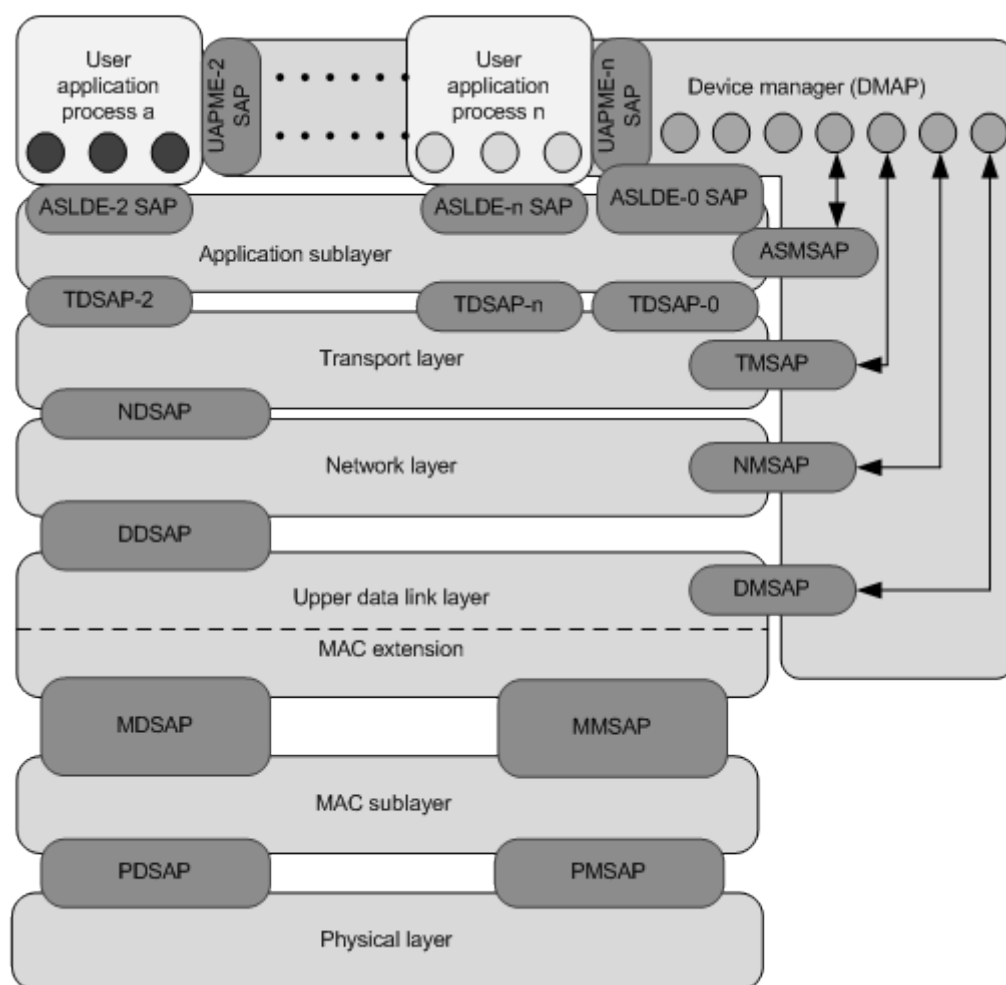 User
application
process a
UAPME-2
SAP
User
application
process n
UAPME-n
SAP
Device manager (DMAP)
ASLDE-2 SAP
ASLDE-n SAP
ASLDE-0 SAP
Application sublayer
ASMSAP
TDSAP-2
TDSAP-n
TDSAP-0
Transport layer
TMSAP
NDSAP
Network layer
NMSAP
DDSAP
Upper data link layer
DMSAP
MAC extension
MDSAP
MMSAP
MAC sublayer
PDSAP
PMSAP
Physical layer